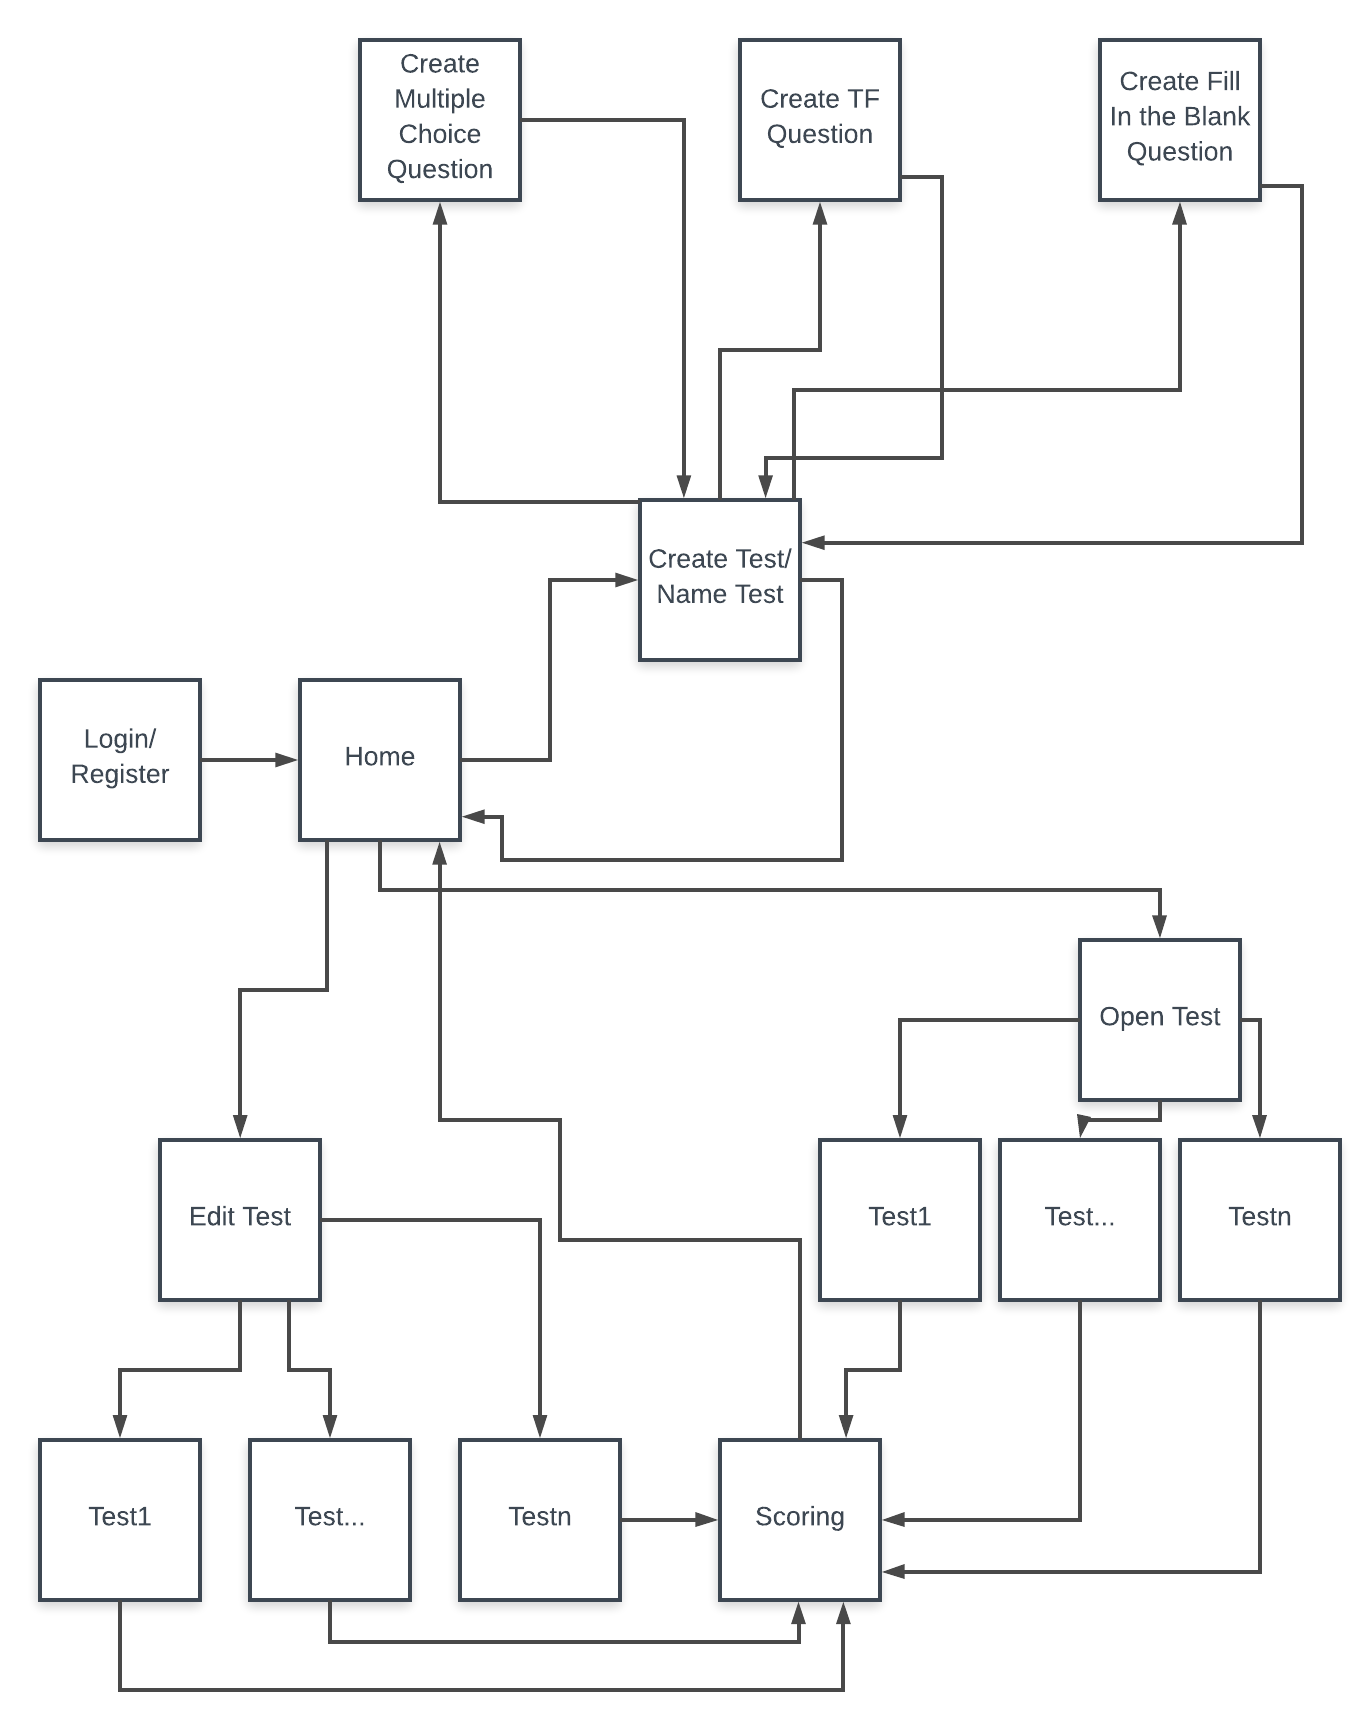 Create
Multiple
Choice
Question
Create TF
Question
Create Fill
In the Blank
Question
Create Test/
Name Test
Login/
Register
Home
Open Test
Edit Test
Test1
Test...
Testn
Test1
Test...
Testn
Scoring